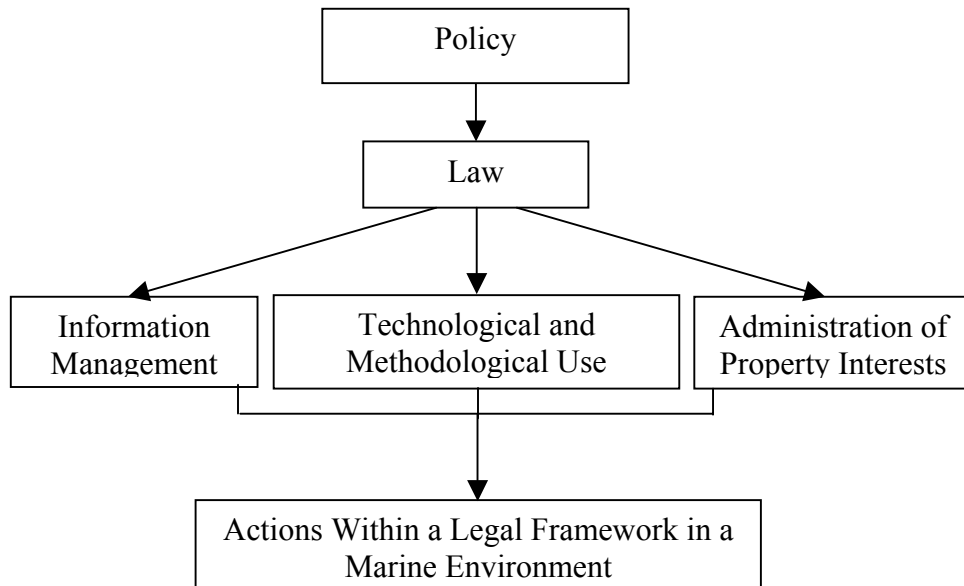 Policy
Law
Information
Management
Technological and
Methodological Use
Administration of
Property Interests
Actions Within a Legal Framework in a
Marine Environment